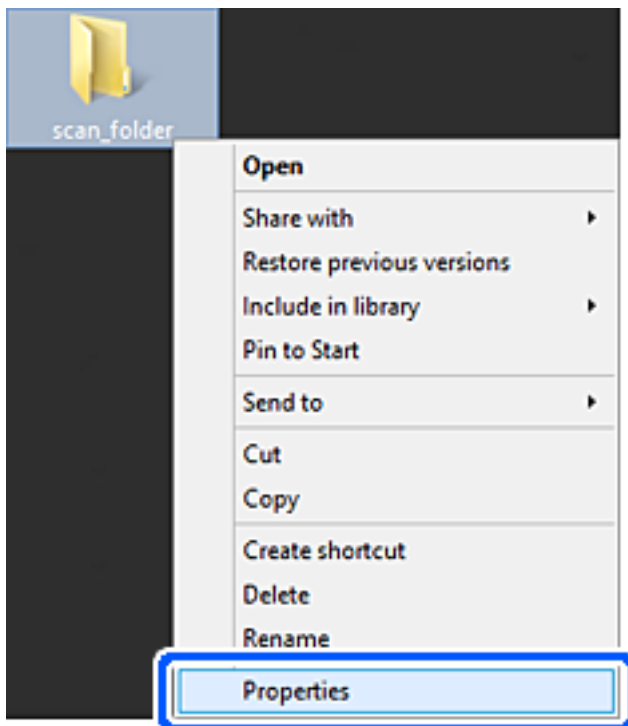 scan_folder
Open
Share with
Restore previous versions
Include in library
Pin to Start
Send to
Cut
Copy
Create shortcut
Delete
Rename
Properties